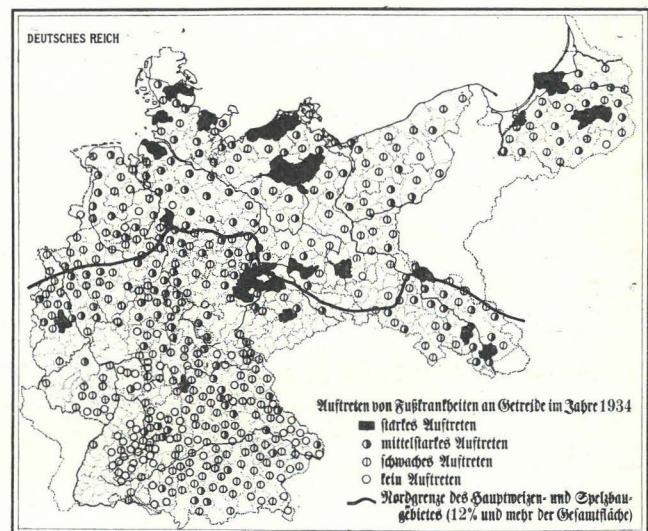 DEUTSCHES REICH
Auftreten von Fußkrankheiten an Getreide im Jahre 1934
starkes Auftreten
mittelstarkes Auftreten
schwaches Auftreten
kein Auftreten
Nordgrenze des Hauptweizen- und Spelzbau-
gebietes (12% und mehr der Gesamtfläche)